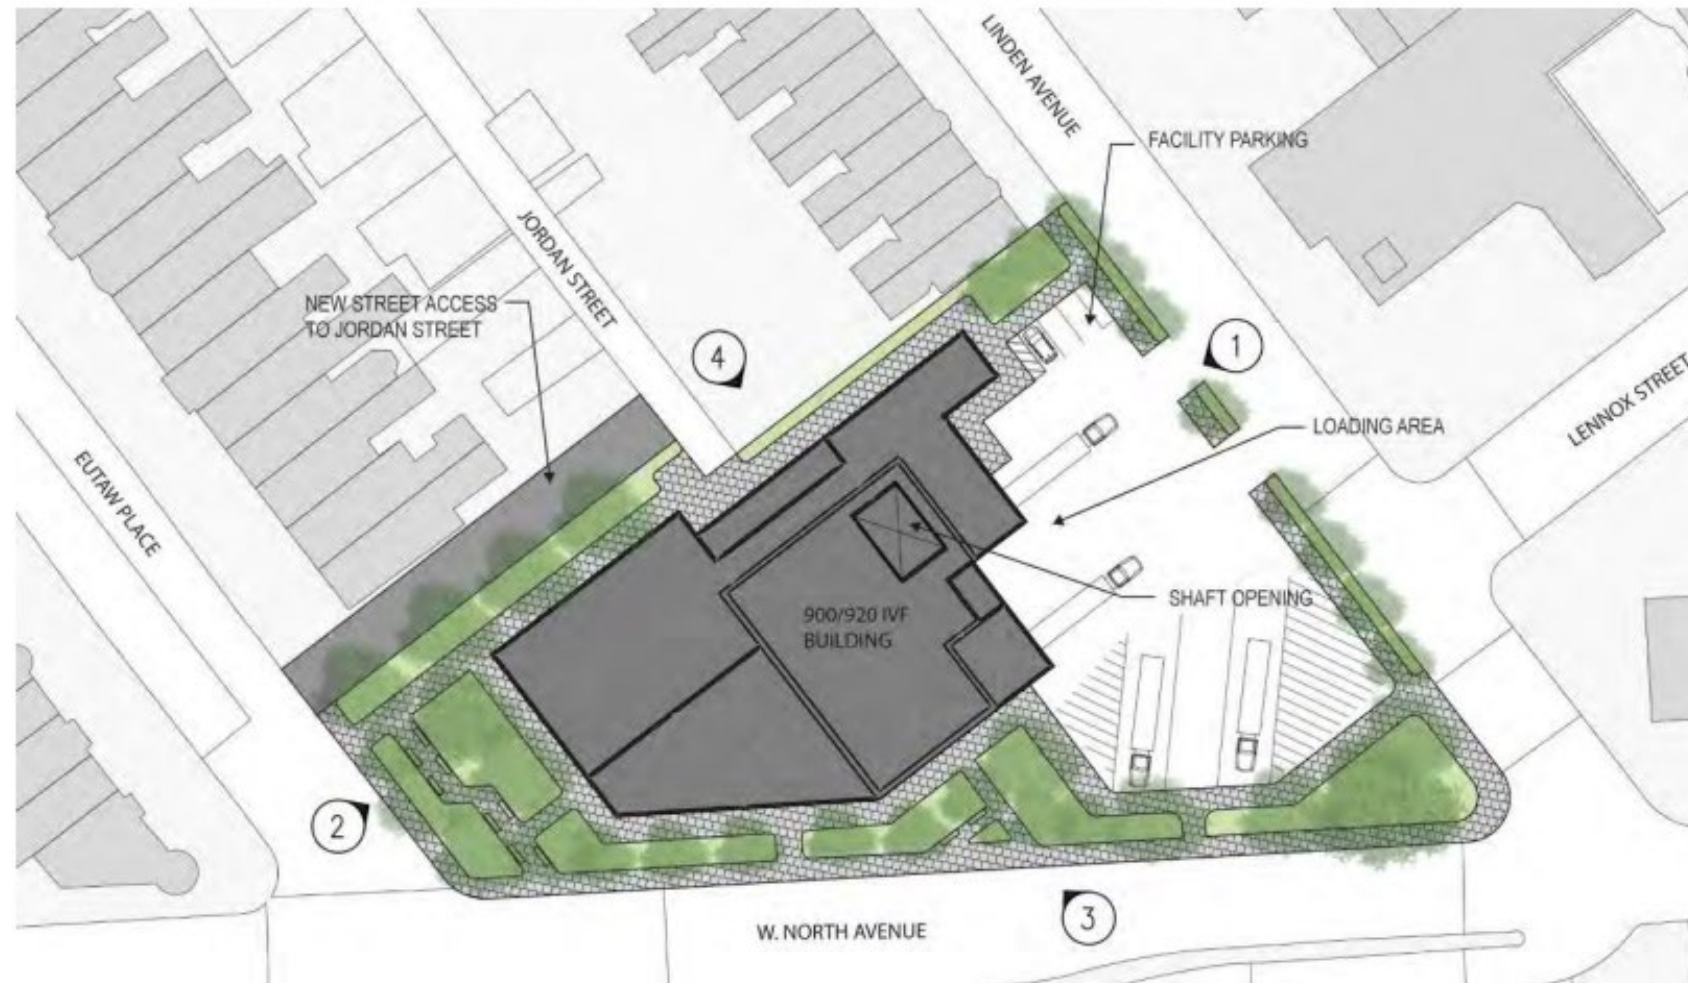 LINDEN AVENUE
FACILITY PARKING
JORDAN STREET
NEW STREET ACCESS
TO JORDAN STREET
4
1
LOADING AREA
LENNOX STREET
EUTAW PLACE
SHAFT OPENING
900/920 IVF
BUILDING
2
3
W. NORTH AVENUE